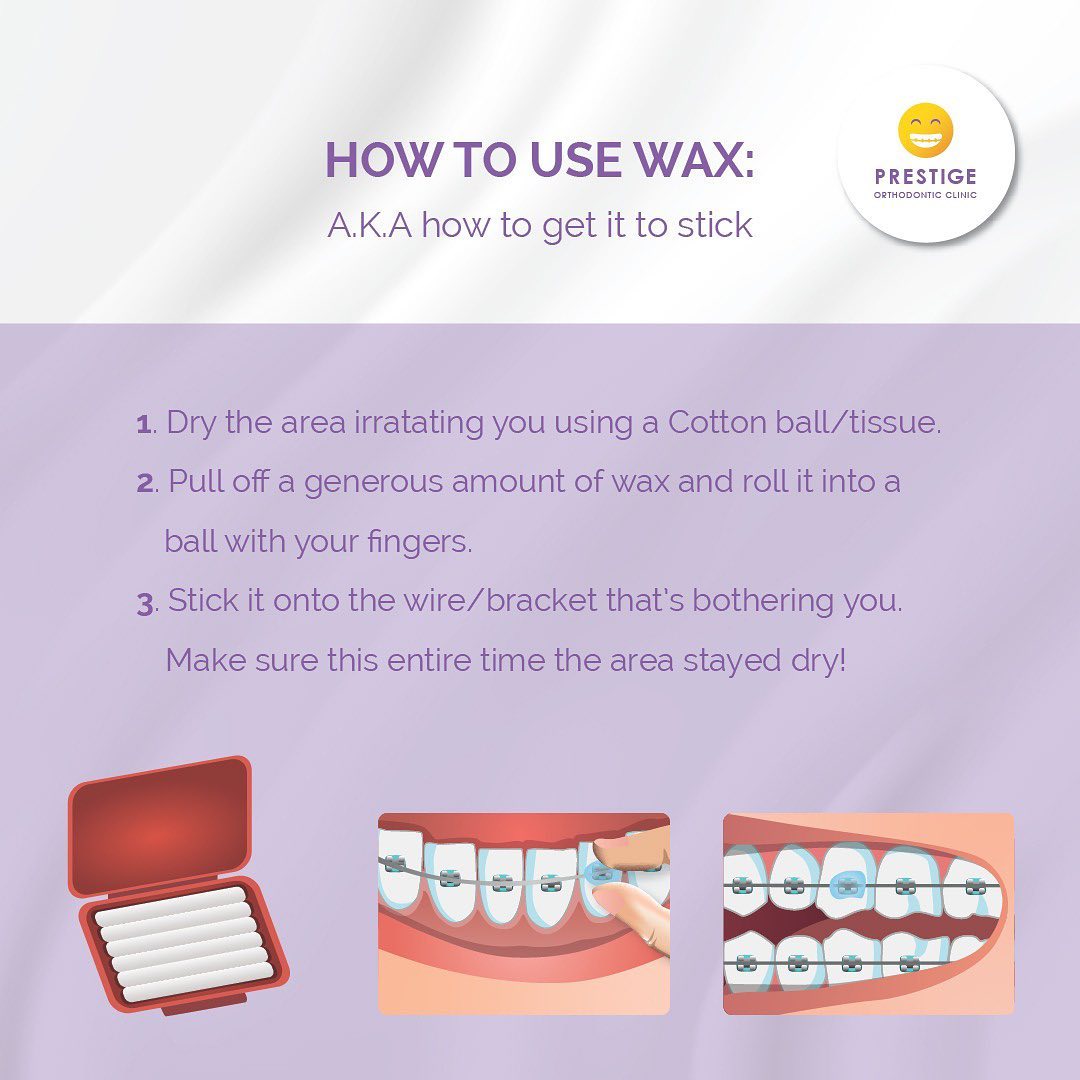 HOW TO USE WAX:
A.K.A how to get it to stick
PRESTIGE
ORTHODONTIC CLINIC
1. Dry the area irratating you using a Cotton ball/tissue.
2. Pull off a generous amount of wax and roll it into a
ball with your fingers.
3. Stick it onto the wire/bracket that's bothering you.
Make sure this entire time the area stayed dry!